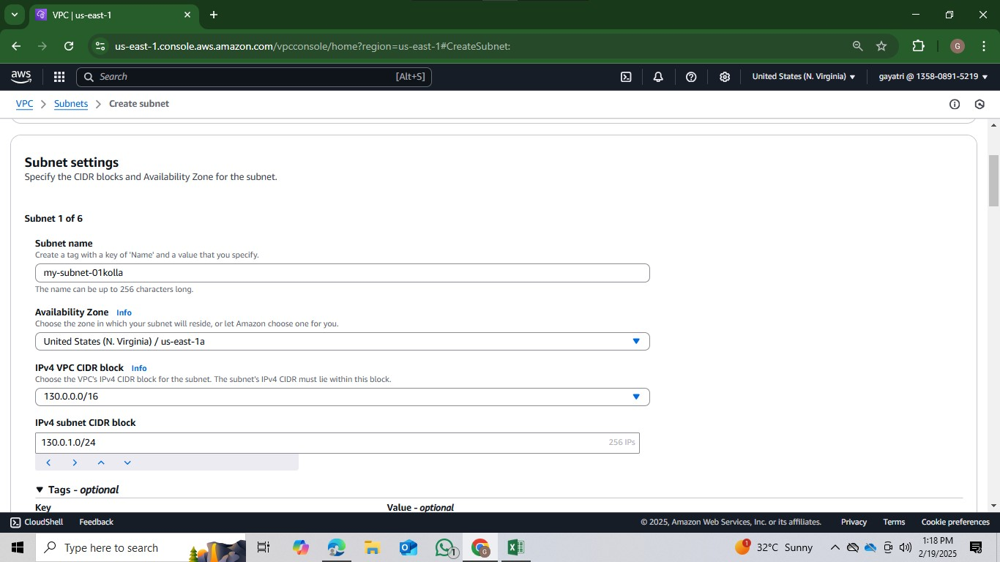 VPC | us-east-1
us-east-1.console.aws.amazon.com/vpcconsole/home?region=us-east-1#CreateSubnet:
G
aws
Search
[Alt+S]
United States (N. Virginia)
gayatri @ 1358-0891-5219
VPC
Subnets
Create subnet
Subnet settings
Specify the CIDR blocks and Availability Zone for the subnet.
Subnet 1 of 6
Subnet name
Create a tag with a key of 'Name' and a value that you specify.
my-subnet-01kolla
The name can be up to 256 characters long.
Availability Zone Info
Choose the zone in which your subnet will reside, or let Amazon choose one for you.
United States (N. Virginia) / us-east-1a
IPv4 VPC CIDR block Info
Choose the VPC's IPv4 CIDR block for the subnet. The subnet's IPv4 CIDR must lie within this block.
130.0.0.0/16
IPv4 subnet CIDR block
130.0.1.0/24
256 IPs
Tags - optional
Key
Value - optional
CloudShell
Feedback
© 2025, Amazon Web Services, Inc. or its affiliates.
Privacy
Terms
Cookie preferences
Type here to search
1
G
1
32°C Sunny
1:18 PM
2/19/2025